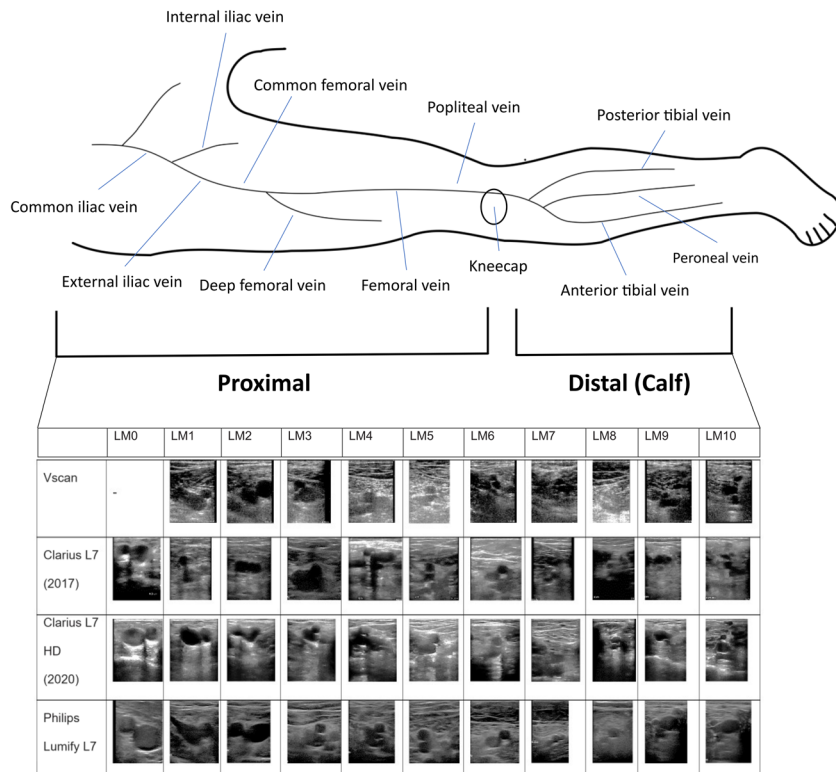 Internal iliac vein
Common femoral vein
Popliteal vein
Posterior tibial vein
Common iliac vein
Kneecap
Peroneal vein
External iliac vein
Deep femoral vein
Femoral vein
Anterior tibial vein
Proximal
Distal (Calf)
LM0 LM1 LM2 LM3 LM4 LM5 LM6 LM7 LM8 LM9 LM10
Vscan
-
Clarius L7
(2017)
Clarius L7
HD
(2020)
Philips
Lumify L7